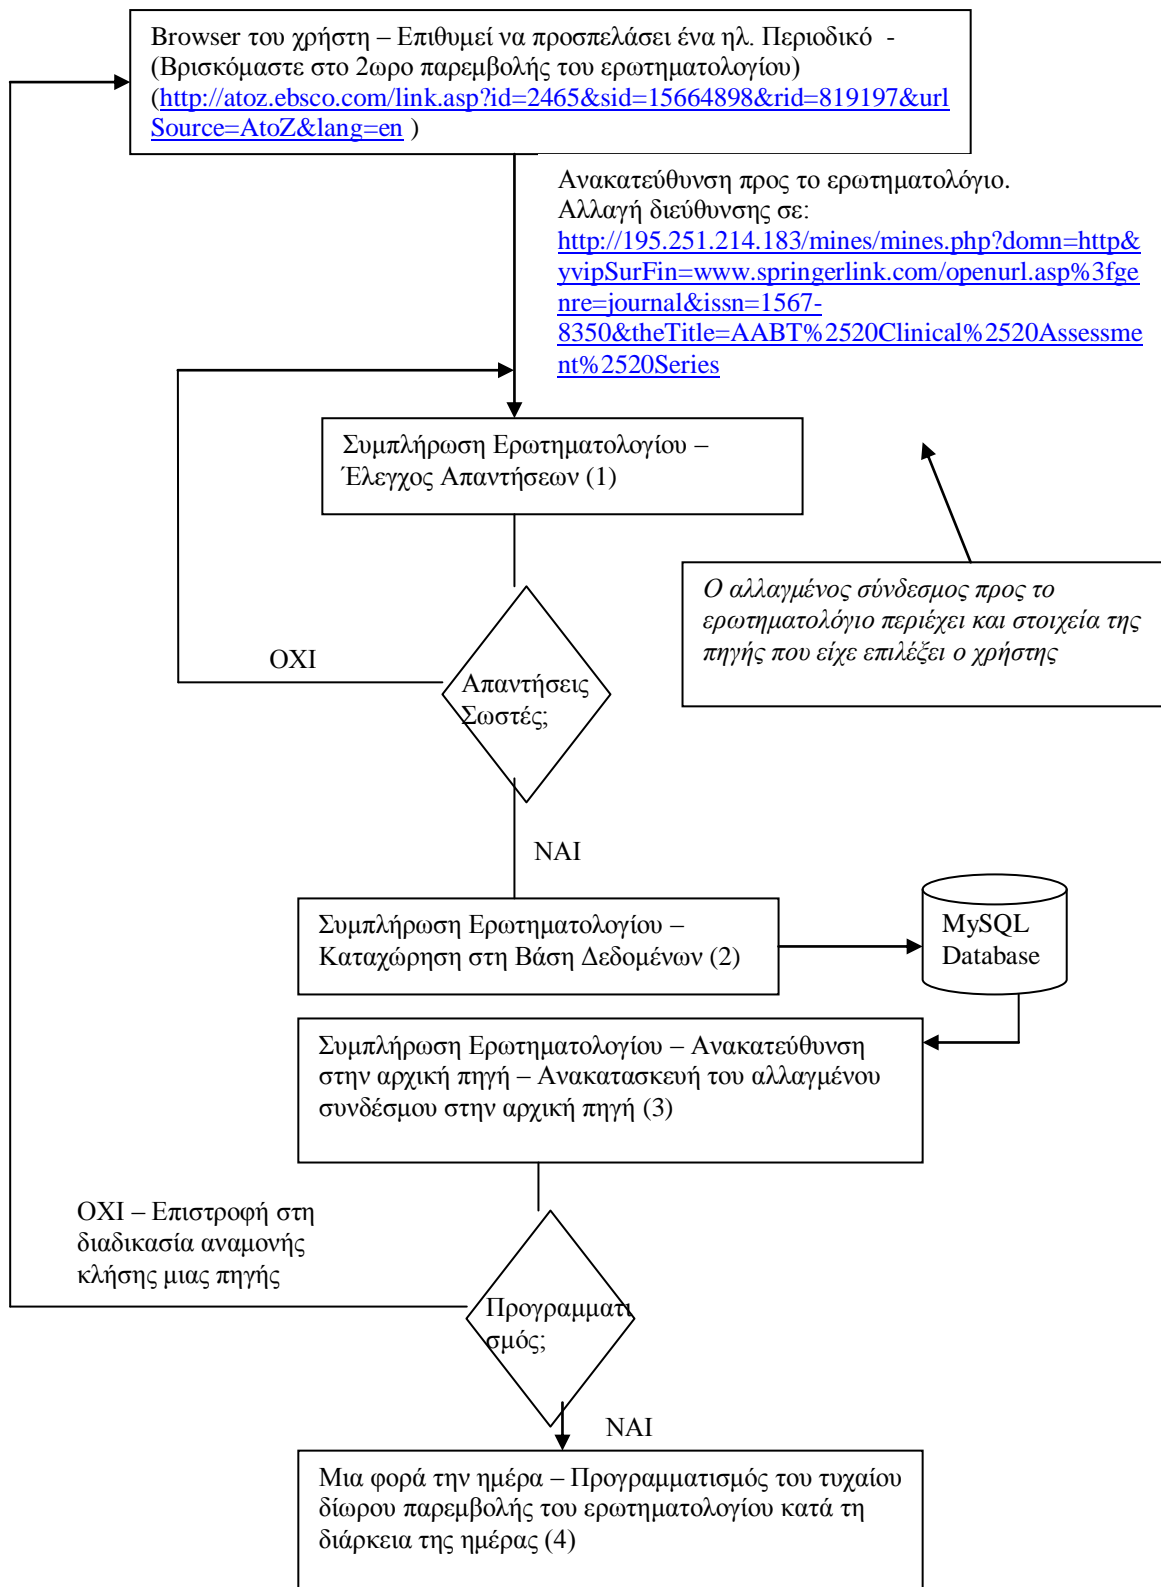 Browser του χρήστη – Επιθυμεί να προσπελάσει ένα ηλ. Περιοδικό -
(Βρισκόμαστε στο 2ωρο παρεμβολής του ερωτηματολογίου)
(http://atoz.ebsco.com/link.asp?id=2465&sid=15664898&rid=819197&url
Source=AtoZ&lang=en )
Ανακατεύθυνση προς το ερωτηματολόγιο.
Αλλαγή διεύθυνσης σε:
http://195.251.214.183/mines/mines.php?domn=http&
yvipSurFin=www.springerlink.com/openurl.asp%3fge
nre=journal&issn=1567-
8350&theTitle=AABT%2520Clinical%2520Assessme
nt%2520Series
Συμπλήρωση Ερωτηματολογίου –
Έλεγχος Απαντήσεων (1)
Ο αλλαγμένος σύνδεσμος προς το
ερωτηματολόγιο περιέχει και στοιχεία της
πηγής που είχε επιλέξει ο χρήστης
ΟΧΙ
Απαντήσεις
Σωστές;
ΝΑΙ
Συμπλήρωση Ερωτηματολογίου –
Καταχώρηση στη Βάση Δεδομένων (2)
MySQL
Database
Συμπλήρωση Ερωτηματολογίου – Ανακατεύθυνση
στην αρχική πηγή – Ανακατασκευή του αλλαγμένου
συνδέσμου στην αρχική πηγή (3)
ΟΧΙ – Επιστροφή στη
διαδικασία αναμονής
κλήσης μιας πηγής
Προγραμματι
σμός;
ΝΑΙ
Μια φορά την ημέρα – Προγραμματισμός του τυχαίου
δίωρου παρεμβολής του ερωτηματολογίου κατά τη
διάρκεια της ημέρας (4)